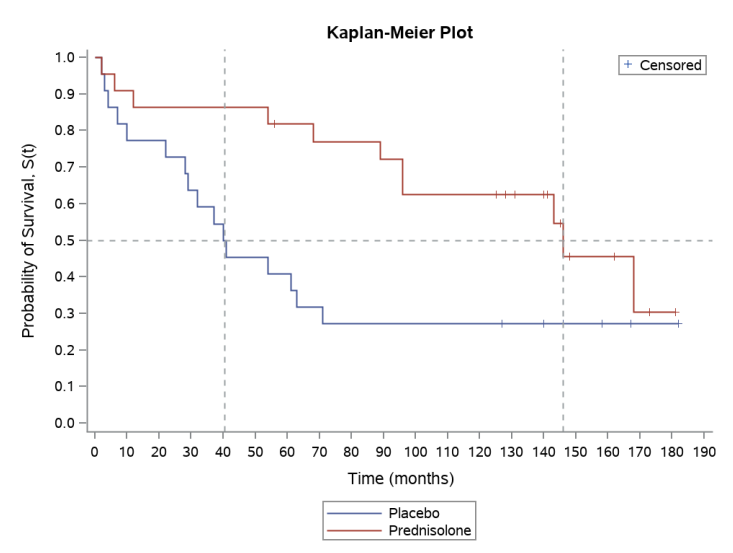 Kaplan-Meier Plot
+ Censored
1.0
0.9
0.8
0.7
0.6
0.5
0.4
0.3
0.2
0.1
0.0
Probability of Survival, S(t)
0 10 20 30 40 50 60 70 80 90 100 110 120 130 140 150 160 170 180 190
Time (months)
Placebo
Prednisolone